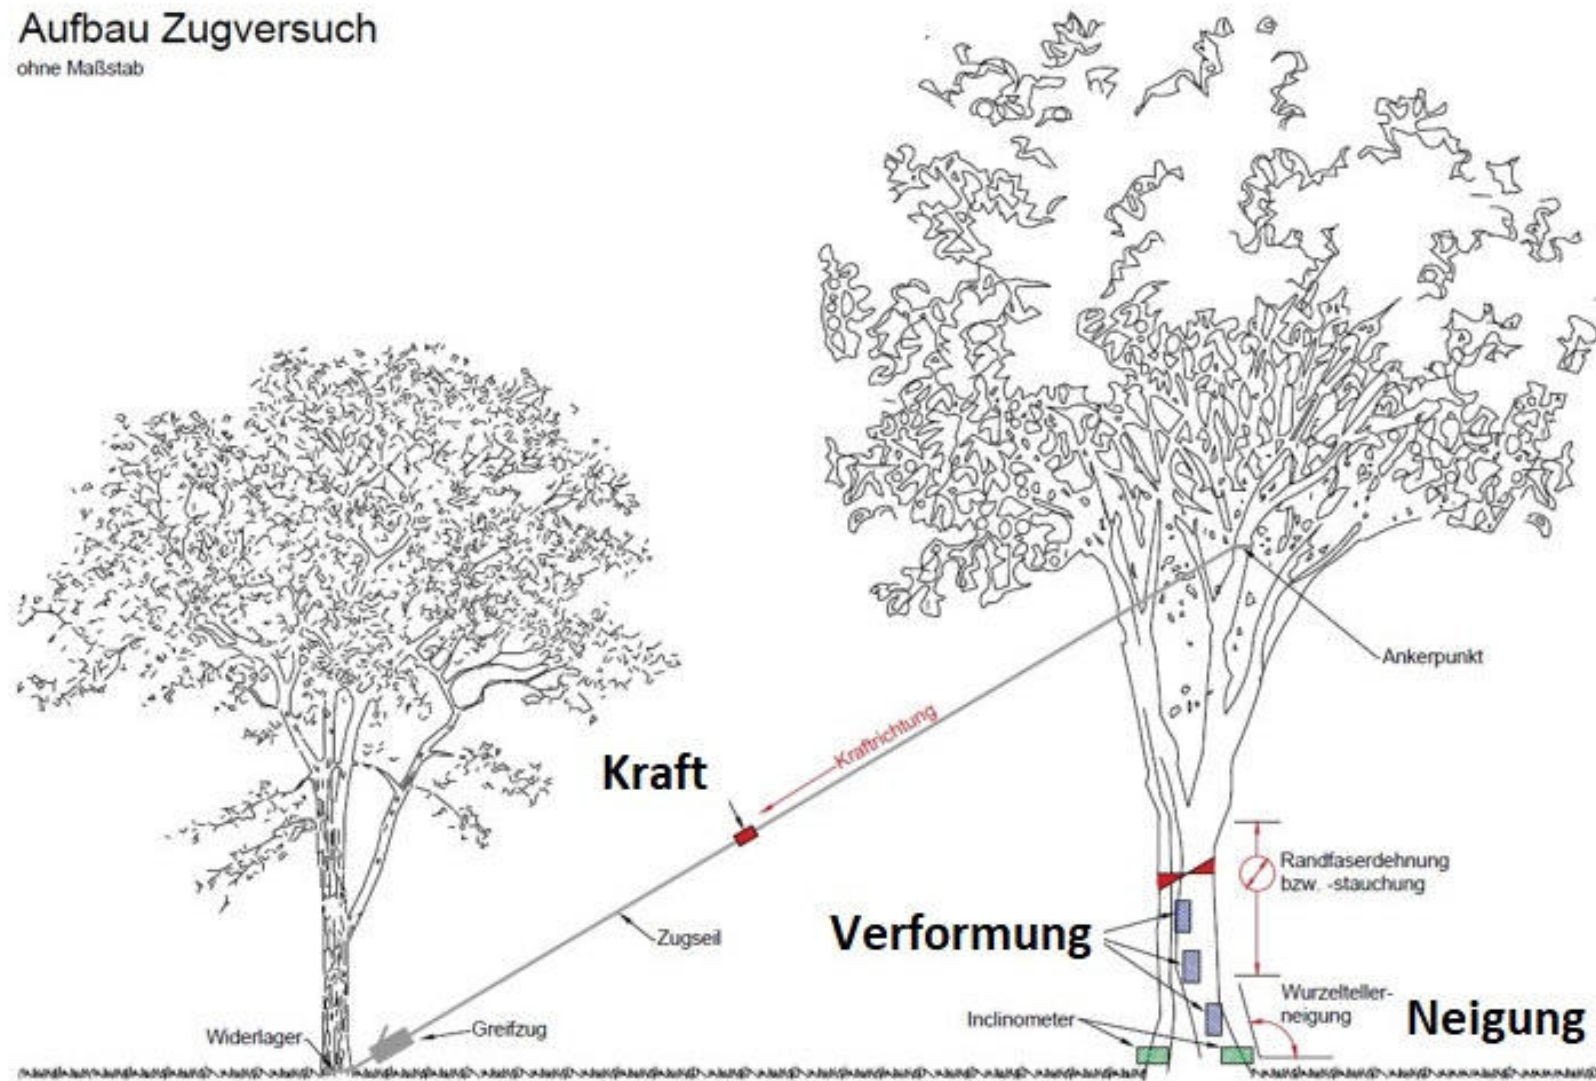 Aufbau Zugversuch
ohne Maßstab
Ankerpunkt
Kraftrichtung
Kraft
Randfaserdehnung
bzw. -stauchung
Verformung
Zugseil
Wurzelteller-
neigung
Neigung
Inclinometer
Greifzug
Widerlager